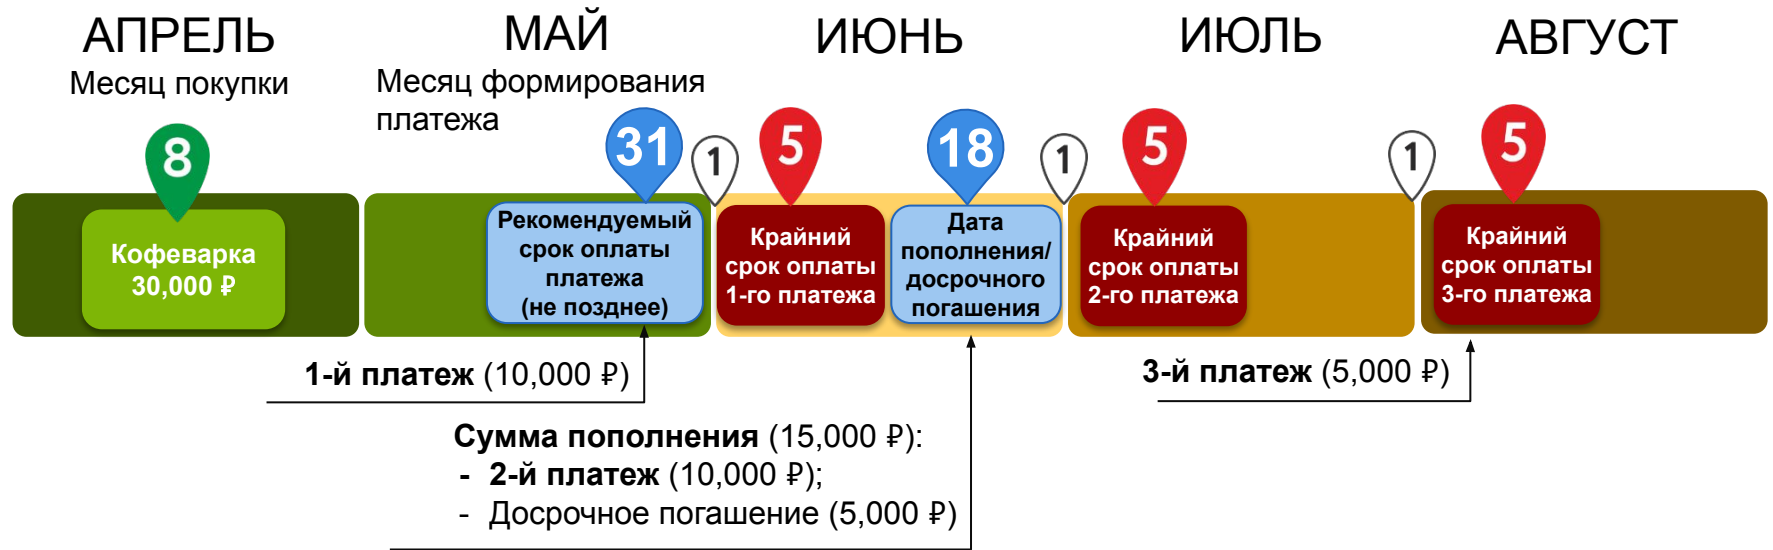 АПРЕЛЬ
Месяц покупки
МАЙ
Месяц формирования
платежа
ИЮНЬ
ИЮЛЬ
АВГУСТ
8
31
1
5
18
1
5
1
5
Кофеварка
30,000 ₽
Рекомендуемый
срок оплаты
платежа
(не позднее)
Крайний
срок оплаты
1-го платежа
Дата
пополнения/
досрочного
погашения
Крайний
срок оплаты
2-го платежа
Крайний
срок оплаты
3-го платежа
1-й платеж (10,000 ₽)
3-й платеж (5,000 ₽)
Сумма пополнения (15,000 ₽):
- 2-й платеж (10,000 ₽);
- Досрочное погашение (5,000 ₽)